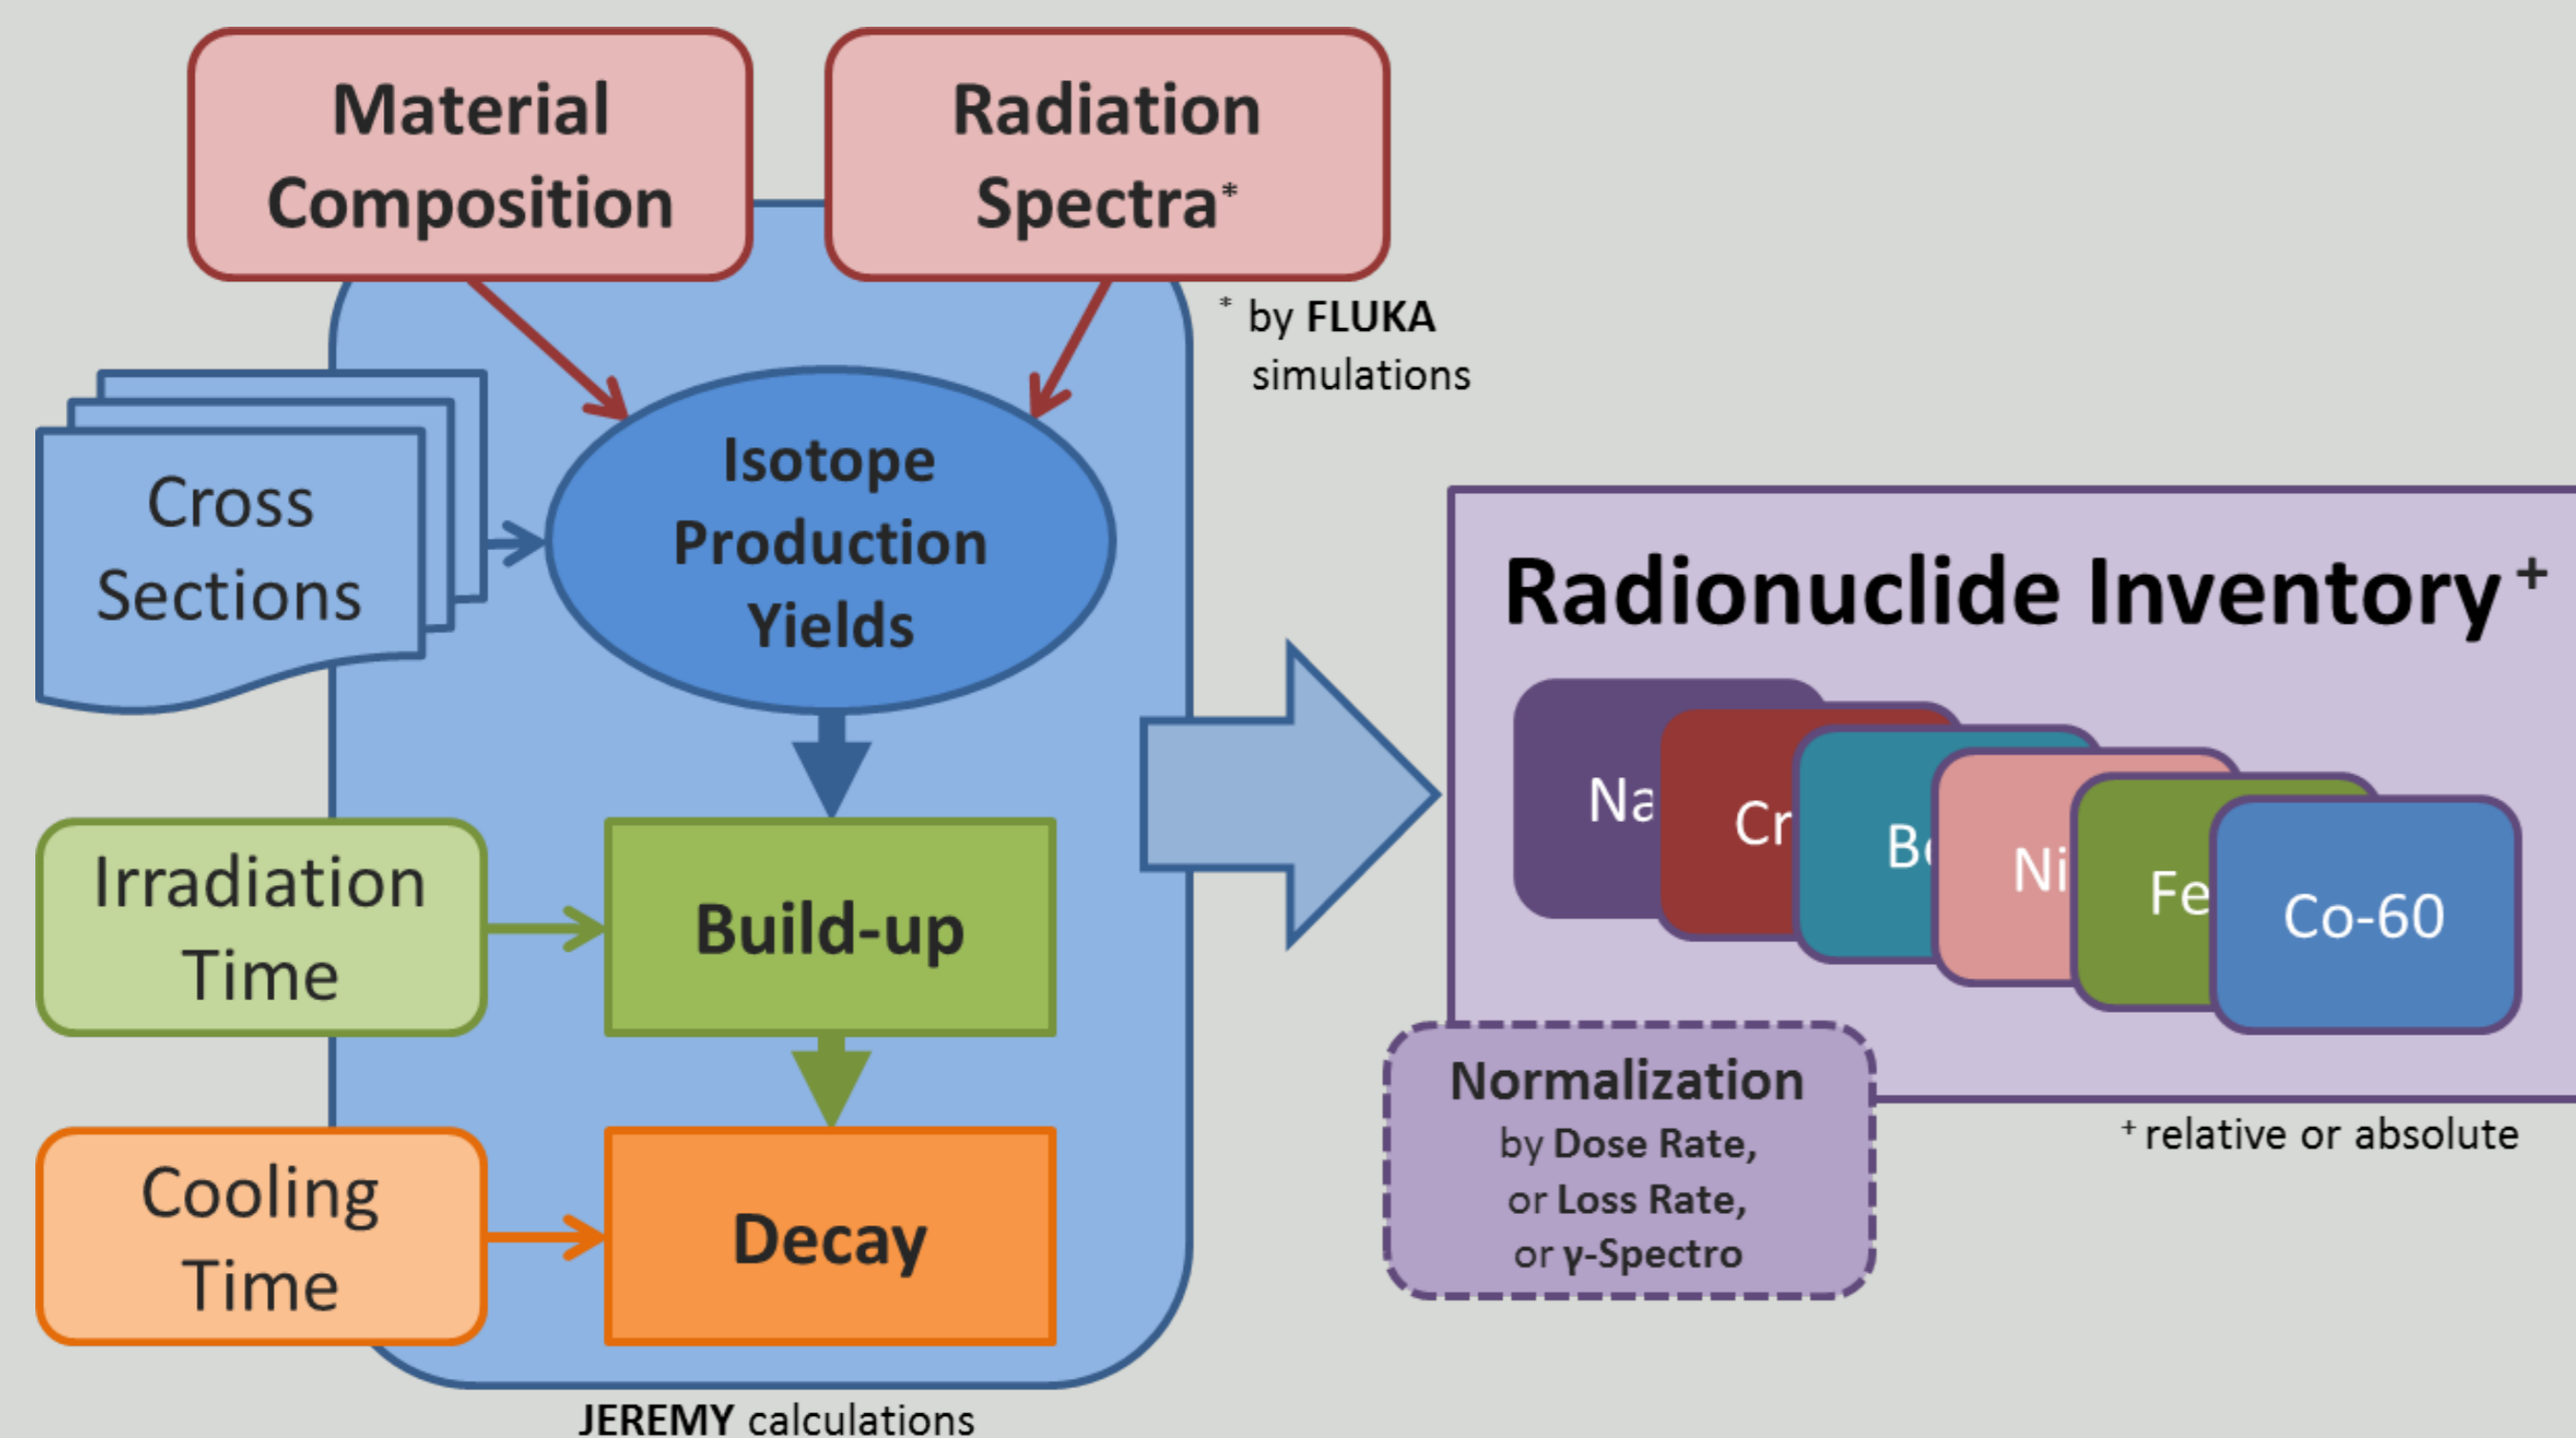 Material
Composition
Radiation
Spectra*
* by FLUKA
simulations
Cross
Sections
Isotope
Production
Yields
Irradiation
Time
Build-up
Cooling
Time
Decay
JEREMY calculations
Radionuclide Inventory +
Na
Cr
Ni
Fe
Co-60
Normalization
by Dose Rate,
or Loss Rate,
or γ-Spectro
+ relative or absolute